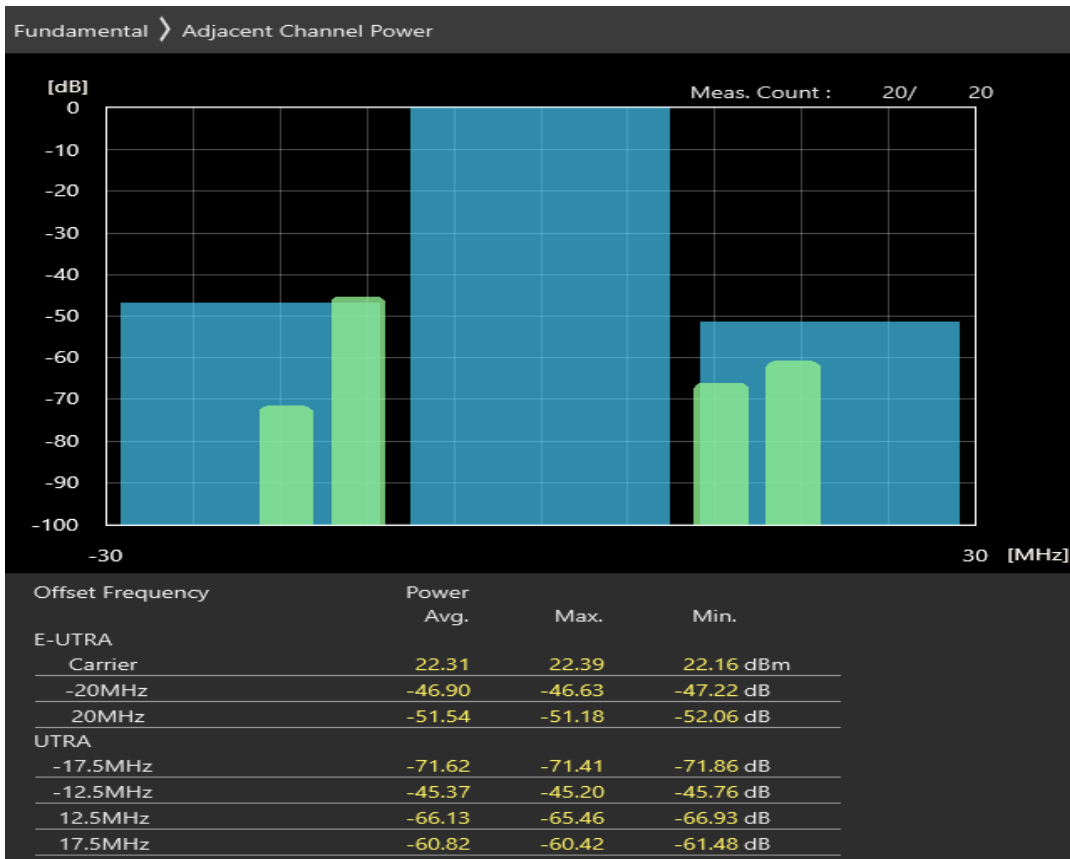 Fundamental ❭ Adjacent Channel Power
[dB]
Meas. Count : 20/ 20
0
-10
-20
-30
-40
-50
-60
-70
-80
-90
-100
-30 30 [MHz]
Offset Frequency Power
Avg. Max. Min.
E-UTRA
Carrier 22.31 22.39 22.16 dBm
-20MHz -46.90 -46.63 -47.22 dB
20MHz -51.54 -51.18 -52.06 dB
UTRA
-17.5MHz -71.62 -71.41 -71.86 dB
-12.5MHz -45.37 -45.20 -45.76 dB
12.5MHz -66.13 -65.46 -66.93 dB
17.5MHz -60.82 -60.42 -61.48 dB